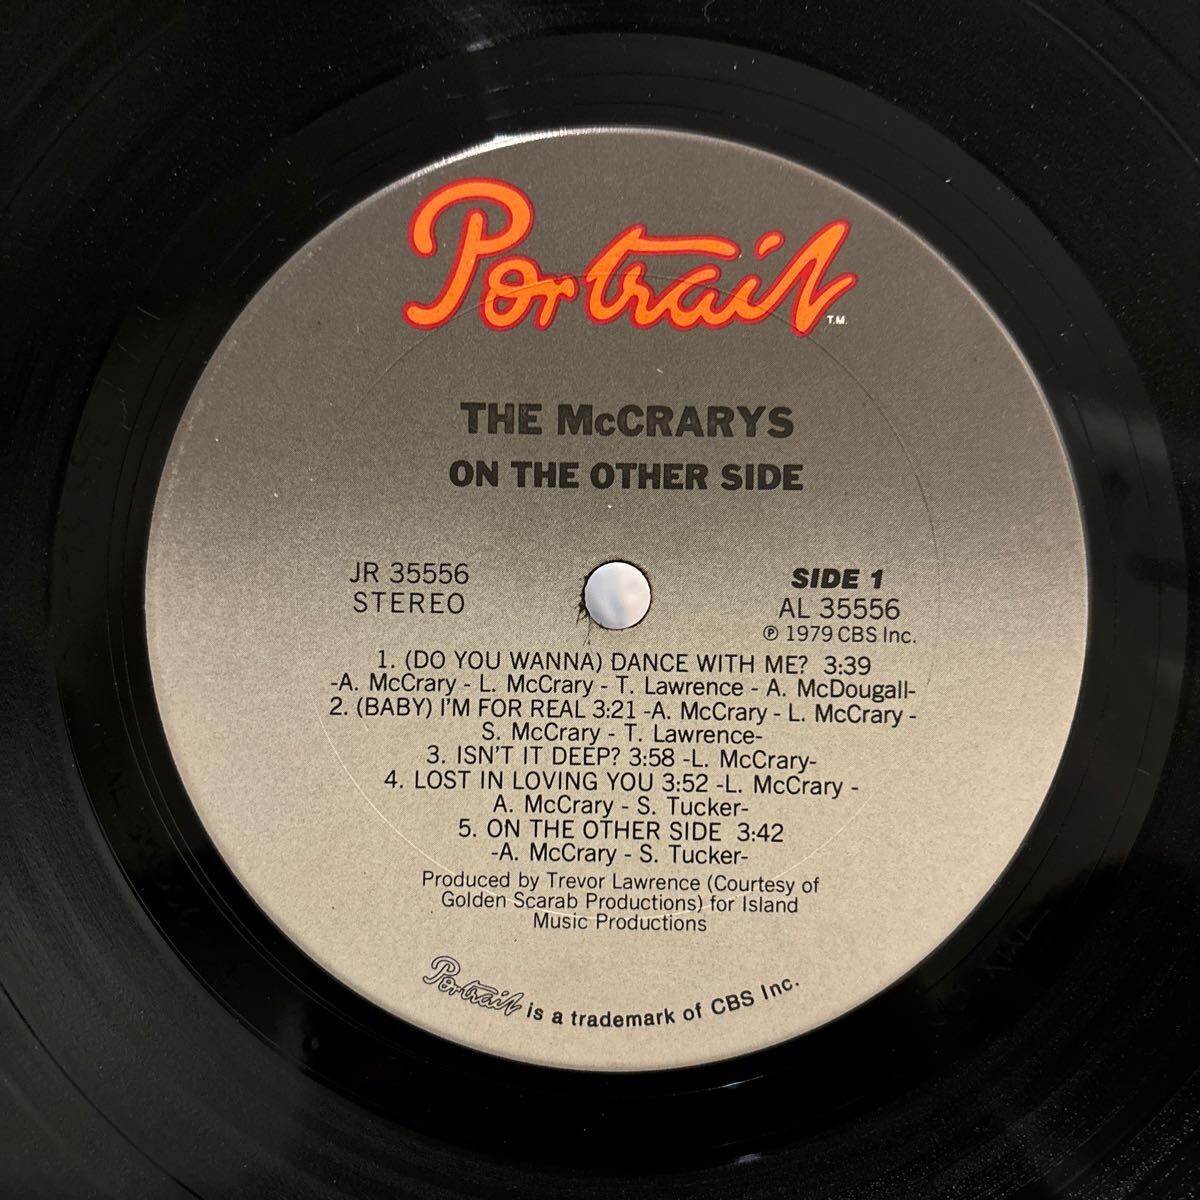 Portrait T.M.
THE McCRARYS
ON THE OTHER SIDE
JR 35556
STEREO
SIDE 1
AL 35556
℗ 1979 CBS Inc.
1. (DO YOU WANNA) DANCE WITH ME? 3:39
-A. McCrary - L. McCrary - T. Lawrence - A. McDougall-
2. (BABY) I'M FOR REAL 3:21 -A. McCrary - L. McCrary -
S. McCrary - T. Lawrence-
3. ISN'T IT DEEP? 3:58 -L. McCrary-
4. LOST IN LOVING YOU 3:52 -L. McCrary -
A. McCrary - S. Tucker-
5. ON THE OTHER SIDE 3:42
-A. McCrary - S. Tucker-
Produced by Trevor Lawrence (Courtesy of
Golden Scarab Productions) for Island
Music Productions
Portrait is a trademark of CBS Inc.